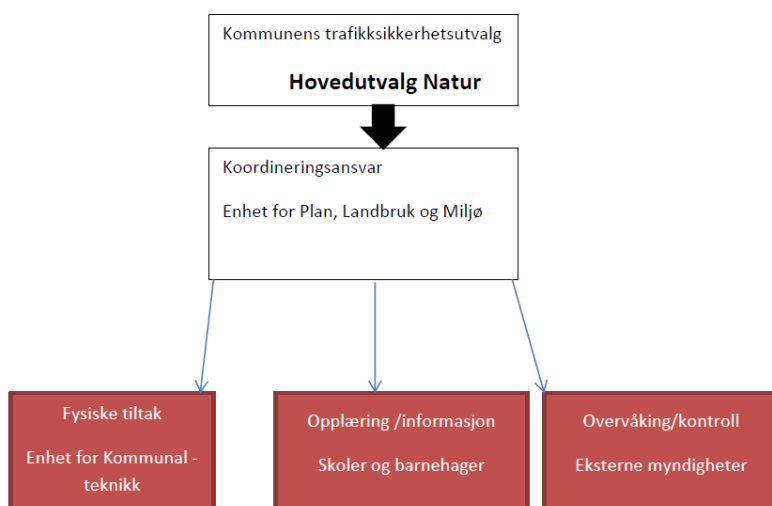 Kommunens trafikksikkerhetsutvalg
Hovedutvalg Natur
Koordineringsansvar
Enhet for Plan, Landbruk og Miljø
Fysiske tiltak
Enhet for Kommunal -
teknikk
Opplæring /informasjon
Skoler og barnehager
Overvåking/kontroll
Eksterne myndigheter